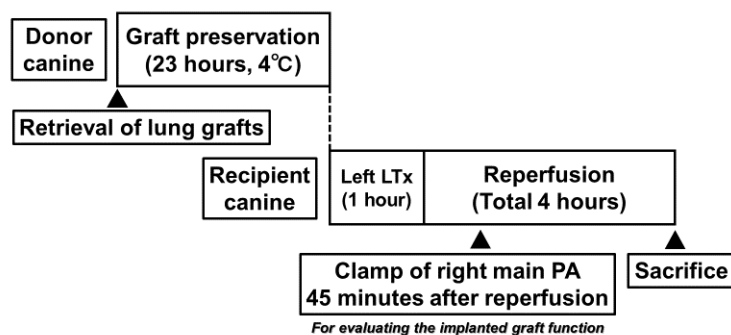 Donor
canine
Graft preservation
(23 hours, 4℃)
Retrieval of lung grafts
Recipient
canine
Left LTx
(1 hour)
Reperfusion
(Total 4 hours)
Clamp of right main PA
45 minutes after reperfusion
Sacrifice
For evaluating the implanted graft function